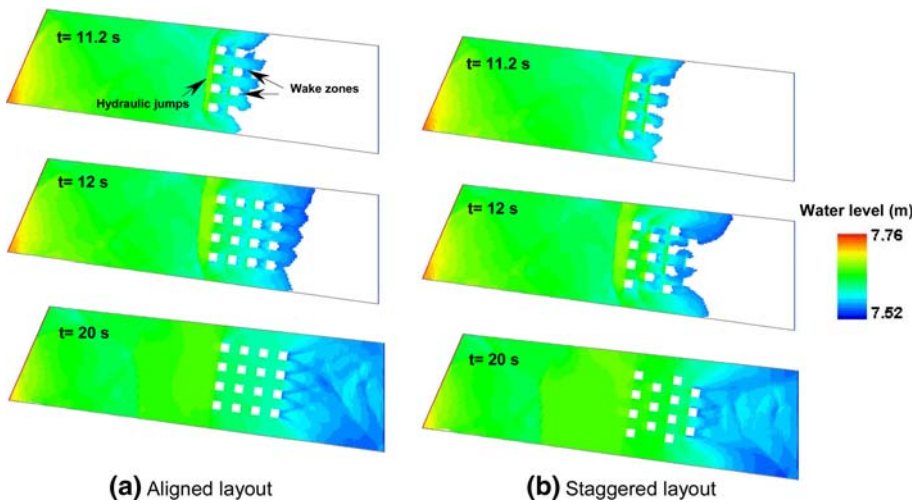 t= 11.2 s
Hydraulic jumps
Wake zones
t= 12 s
t= 20 s
(a) Aligned layout
t= 11.2 s
t= 12 s
t= 20 s
(b) Staggered layout
Water level (m)
7.76
7.52